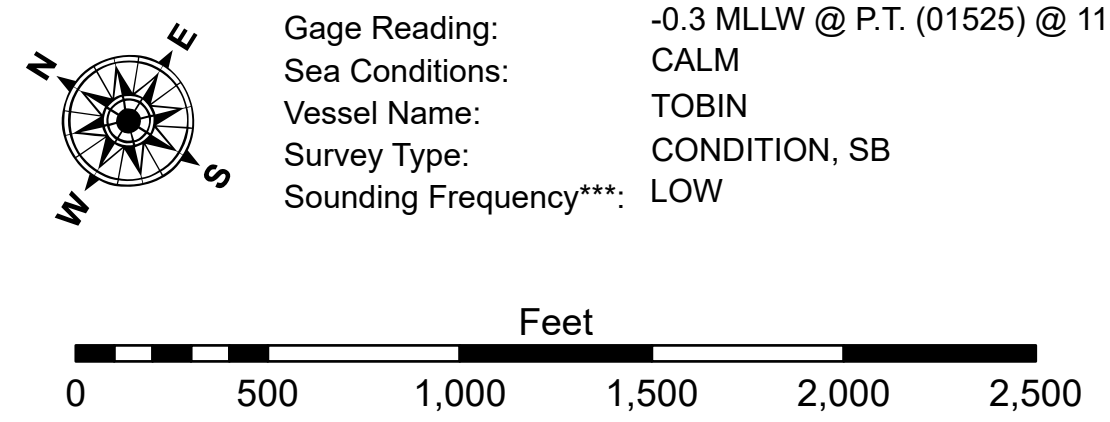 N
E
S
W
Gage Reading: -0.3 MLLW @ P.T. (01525) @ 11
Sea Conditions: CALM
Vessel Name: TOBIN
Survey Type: CONDITION, SB
Sounding Frequency***: LOW
Feet
0 500 1,000 1,500 2,000 2,500